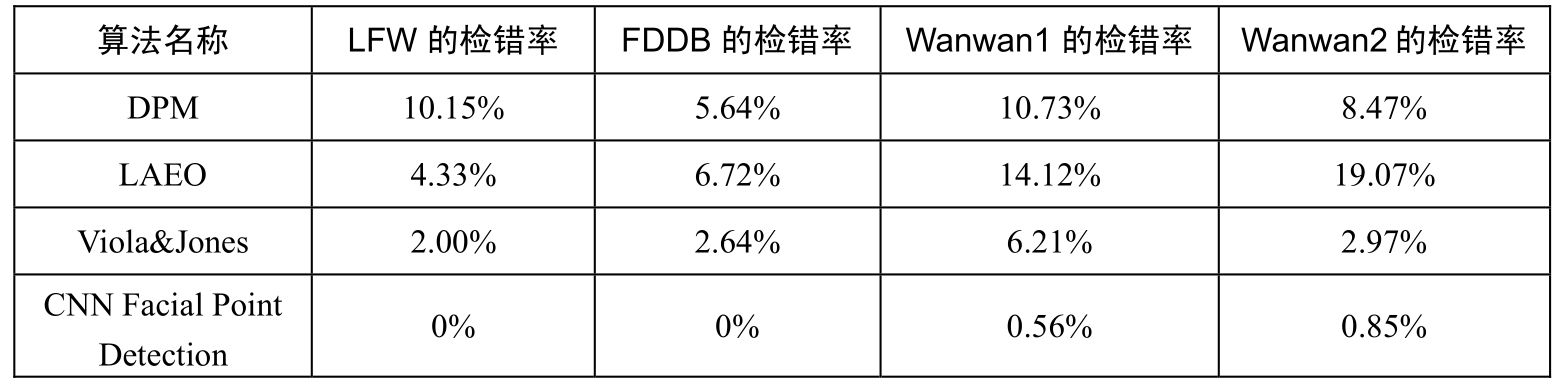 算法名称 LFW 的检错率 FDDB 的检错率 Wanwan1 的检错率 Wanwan2 的检错率
DPM 10.15% 5.64% 10.73% 8.47%
LAEO 4.33% 6.72% 14.12% 19.07%
Viola&Jones 2.00% 2.64% 6.21% 2.97%
CNN Facial Point
Detection 0% 0% 0.56% 0.85%